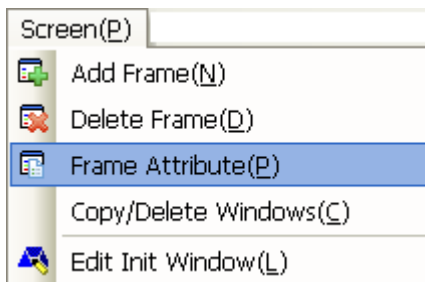 Screen(P)
Add Frame(N)
Delete Frame(D)
Frame Attribute(P)
Copy/Delete Windows(C)
Edit Init Window(L)